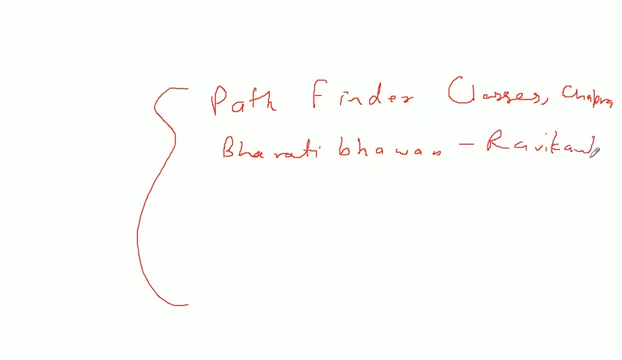 Path Finder Classes, Chapra
Bharati bhawan - Ravikant